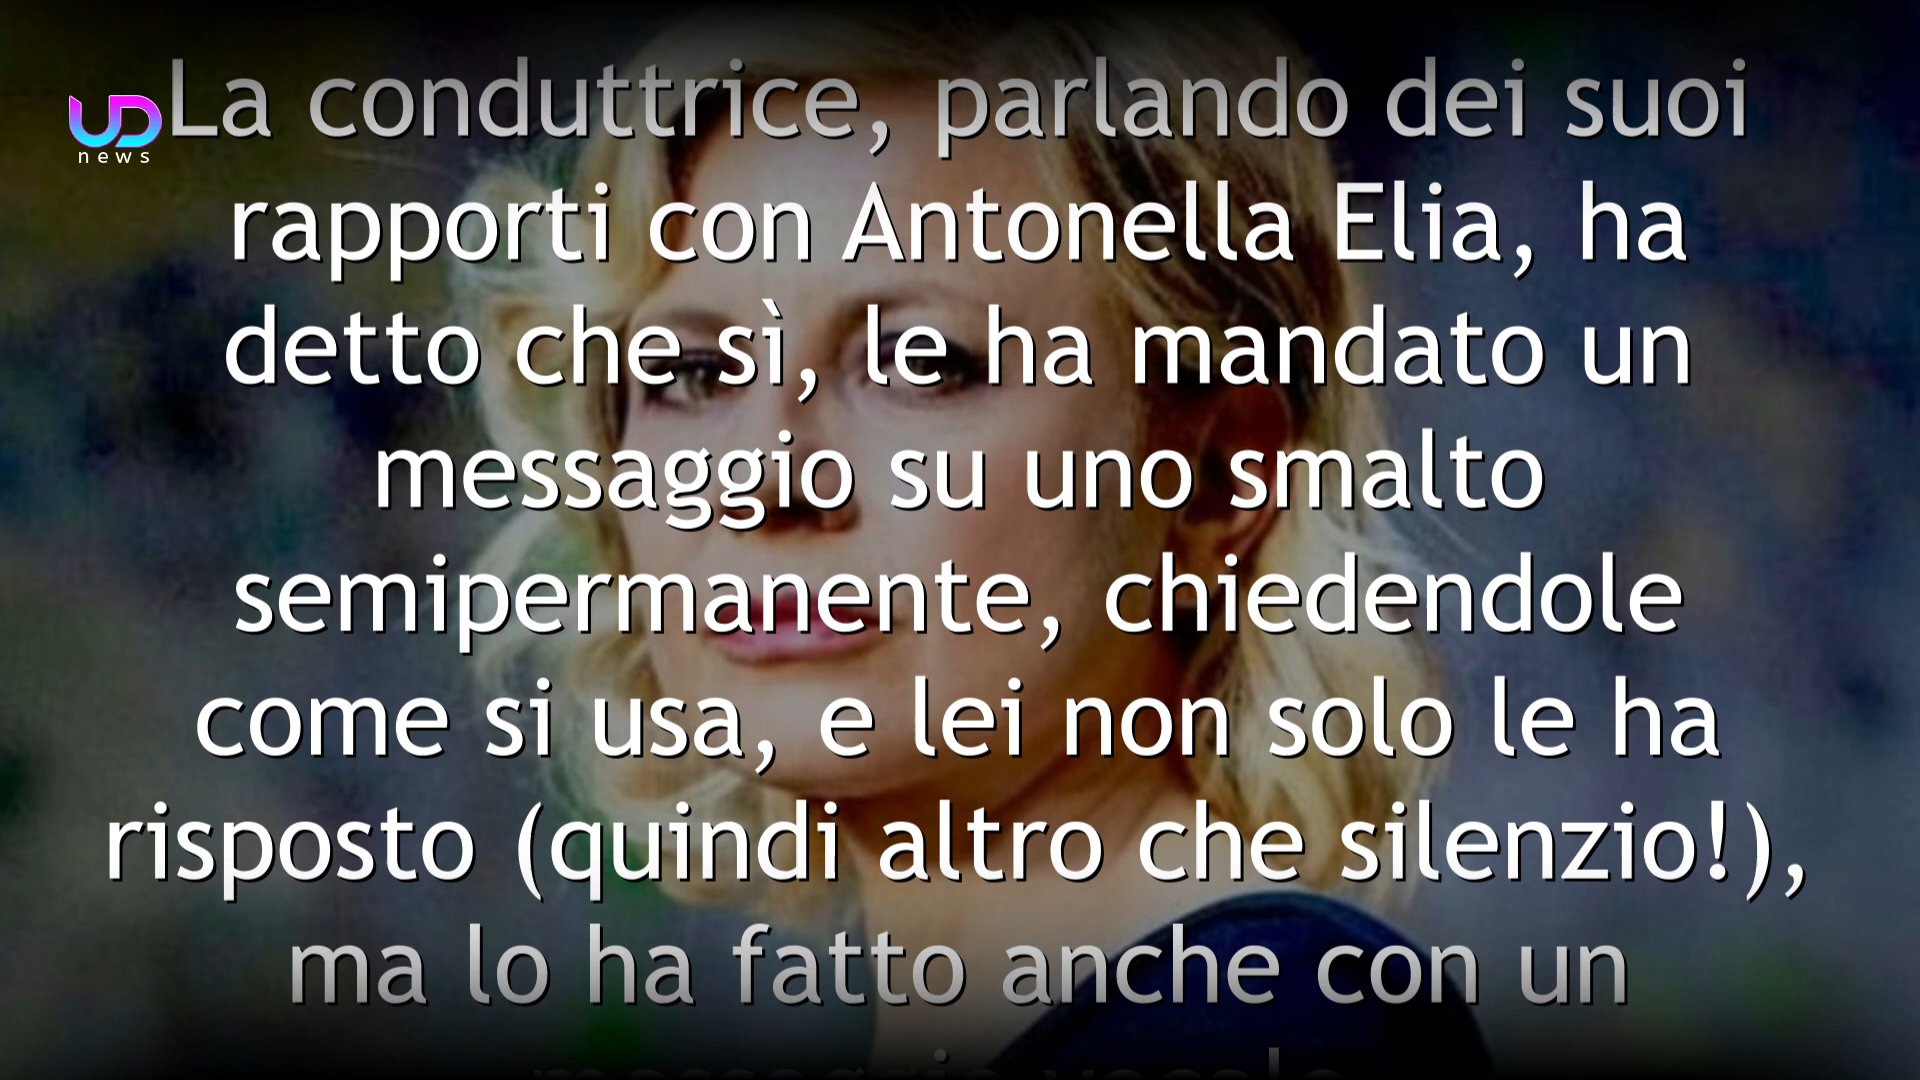 UD
news
La conduttrice, parlando dei suoi
rapporti con Antonella Elia, ha
detto che sì, le ha mandato un
messaggio su uno smalto
semipermanente, chiedendole
come si usa, e lei non solo le ha
risposto (quindi altro che silenzio!),
ma lo ha fatto anche con un
messaggio vocale